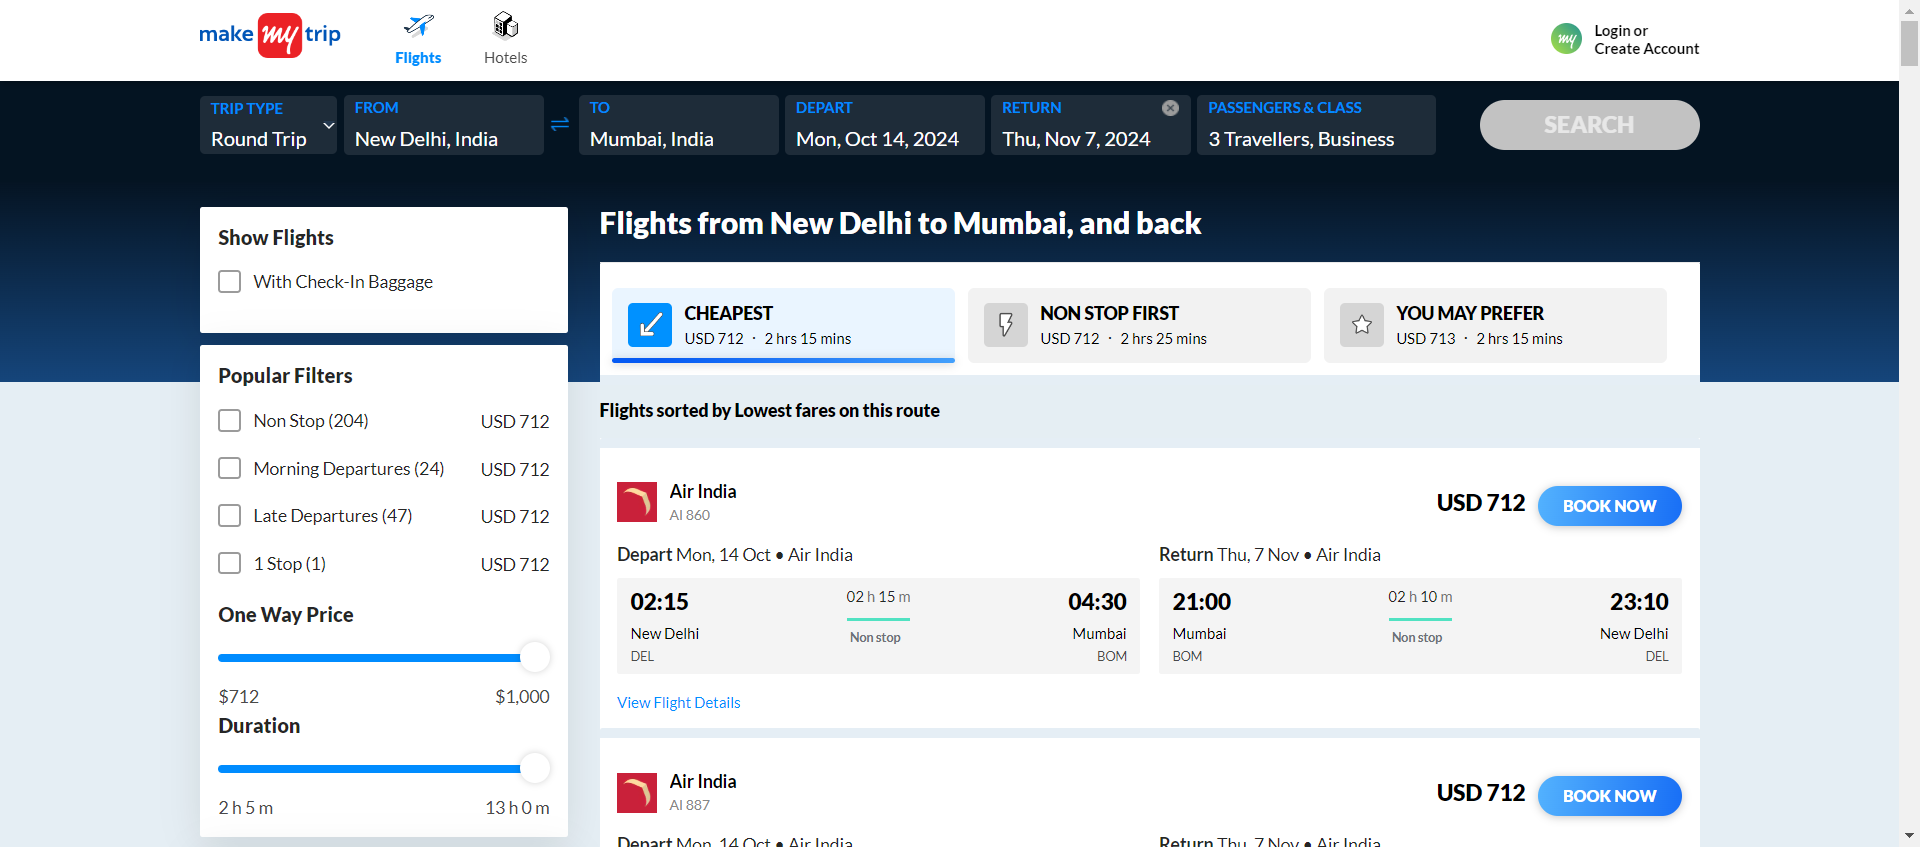 make my trip
Flights
Hotels
my
Login or
Create Account
TRIP TYPE
Round Trip
FROM
New Delhi, India
TO
Mumbai, India
DEPART
Mon, Oct 14, 2024
RETURN
Thu, Nov 7, 2024
PASSENGERS & CLASS
3 Travellers, Business
SEARCH
Show Flights
With Check-In Baggage
Popular Filters
Non Stop (204) USD 712
Morning Departures (24) USD 712
Late Departures (47) USD 712
1 Stop (1) USD 712
One Way Price
$712 $1,000
Duration
2 h 5 m 13 h 0 m
Flights from New Delhi to Mumbai, and back
CHEAPEST
USD 712 · 2 hrs 15 mins
NON STOP FIRST
USD 712 · 2 hrs 25 mins
YOU MAY PREFER
USD 713 · 2 hrs 15 mins
Flights sorted by Lowest fares on this route
Air India
AI 860
USD 712
BOOK NOW
Depart Mon, 14 Oct • Air India
02:15 02 h 15 m 04:30
New Delhi Non stop Mumbai
DEL BOM
Return Thu, 7 Nov • Air India
21:00 02 h 10 m 23:10
Mumbai Non stop New Delhi
BOM DEL
View Flight Details
Air India
AI 887
USD 712
BOOK NOW
Depart Mon, 14 Oct • Air India
Return Thu, 7 Nov • Air India